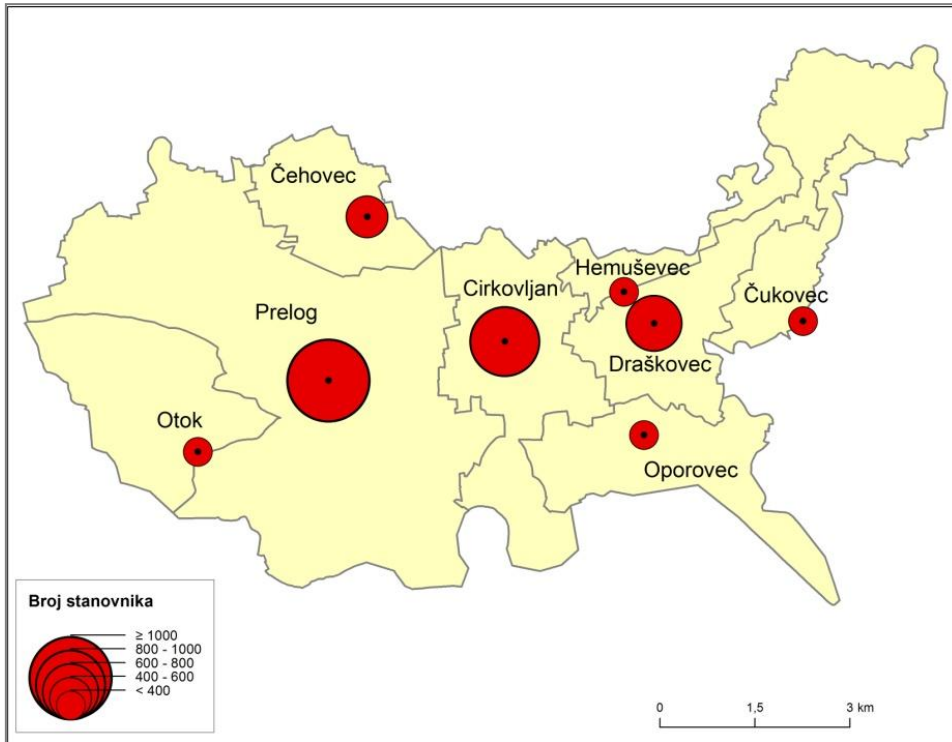 Čehovec
Hemuševec
Cirkovljan
Čukovec
Prelog
Draškovec
Otok
Oporovec
Broj stanovnika
≥ 1000
800 - 1000
600 - 800
400 - 600
< 400
0 1,5 3 km